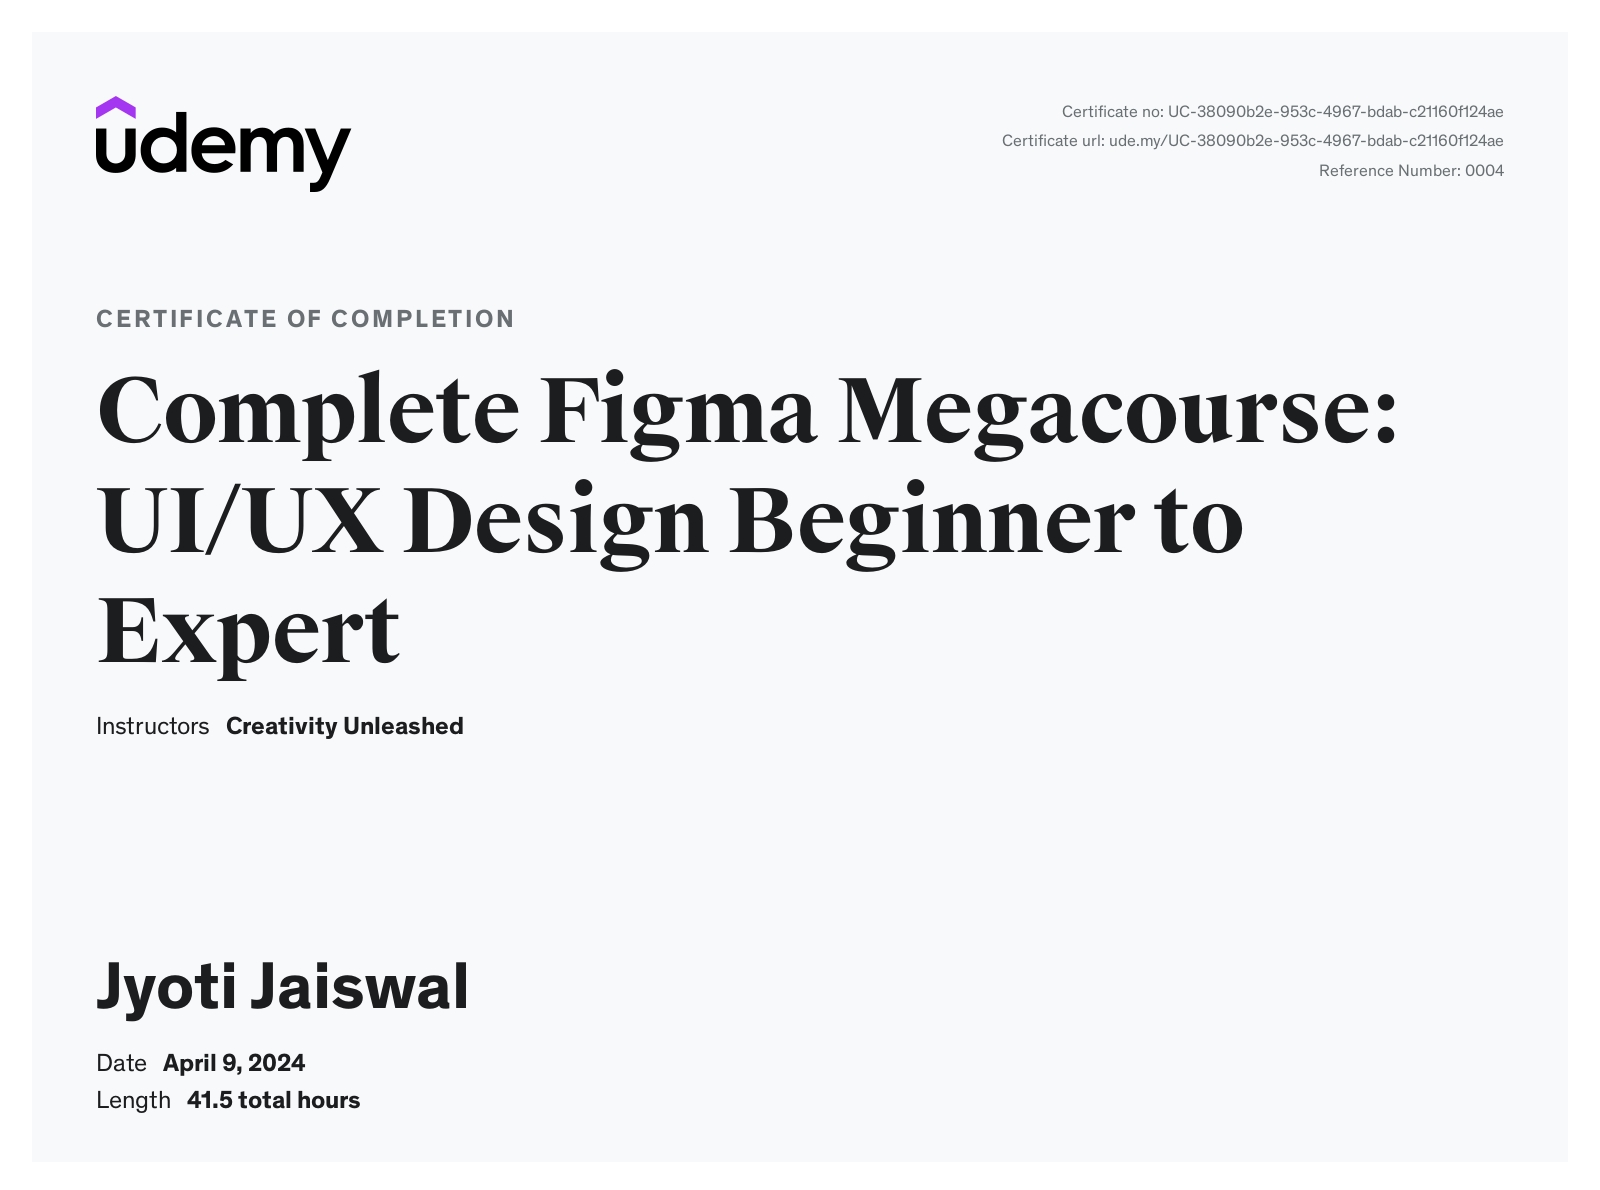 udemy
Certificate no: UC-38090b2e-953c-4967-bdab-c21160f124ae
Certificate url: ude.my/UC-38090b2e-953c-4967-bdab-c21160f124ae
Reference Number: 0004
CERTIFICATE OF COMPLETION
Complete Figma Megacourse:
UI/UX Design Beginner to
Expert
Instructors Creativity Unleashed
Jyoti Jaiswal
Date April 9, 2024
Length 41.5 total hours